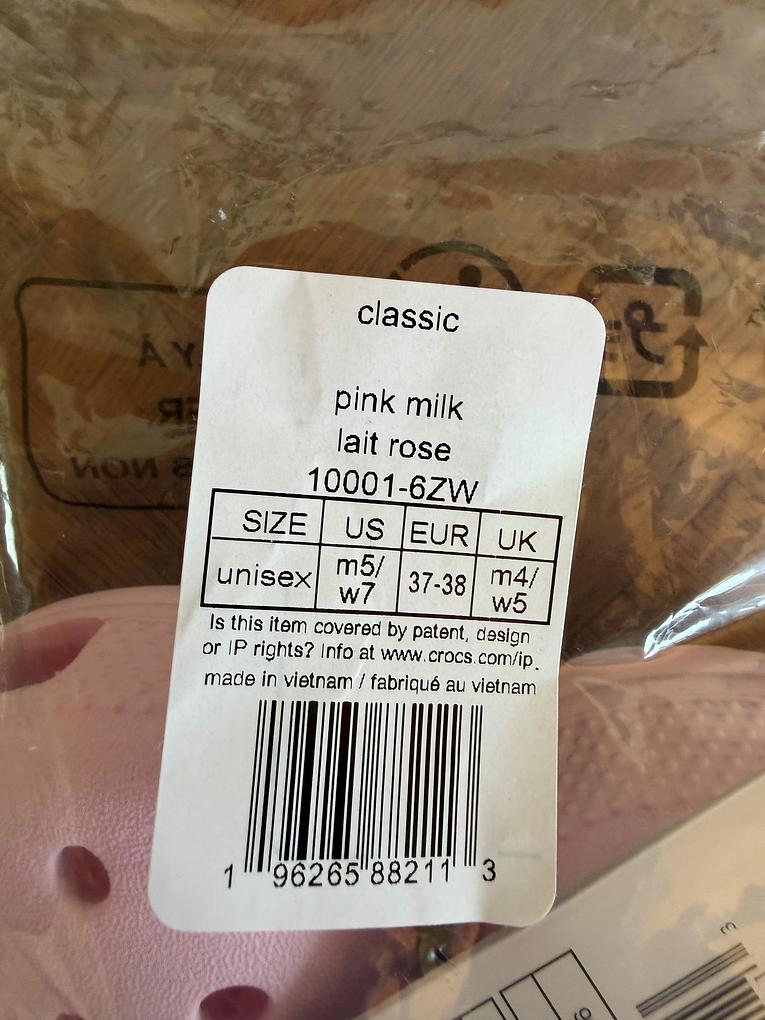 classic
pink milk
lait rose
10001-6ZW
SIZE US EUR UK
unisex m5/ w7 37-38 m4/ w5
Is this item covered by patent, design
or IP rights? Info at www.crocs.com/ip.
made in vietnam / fabriqué au vietnam
1 96265 88211 3
NON
3